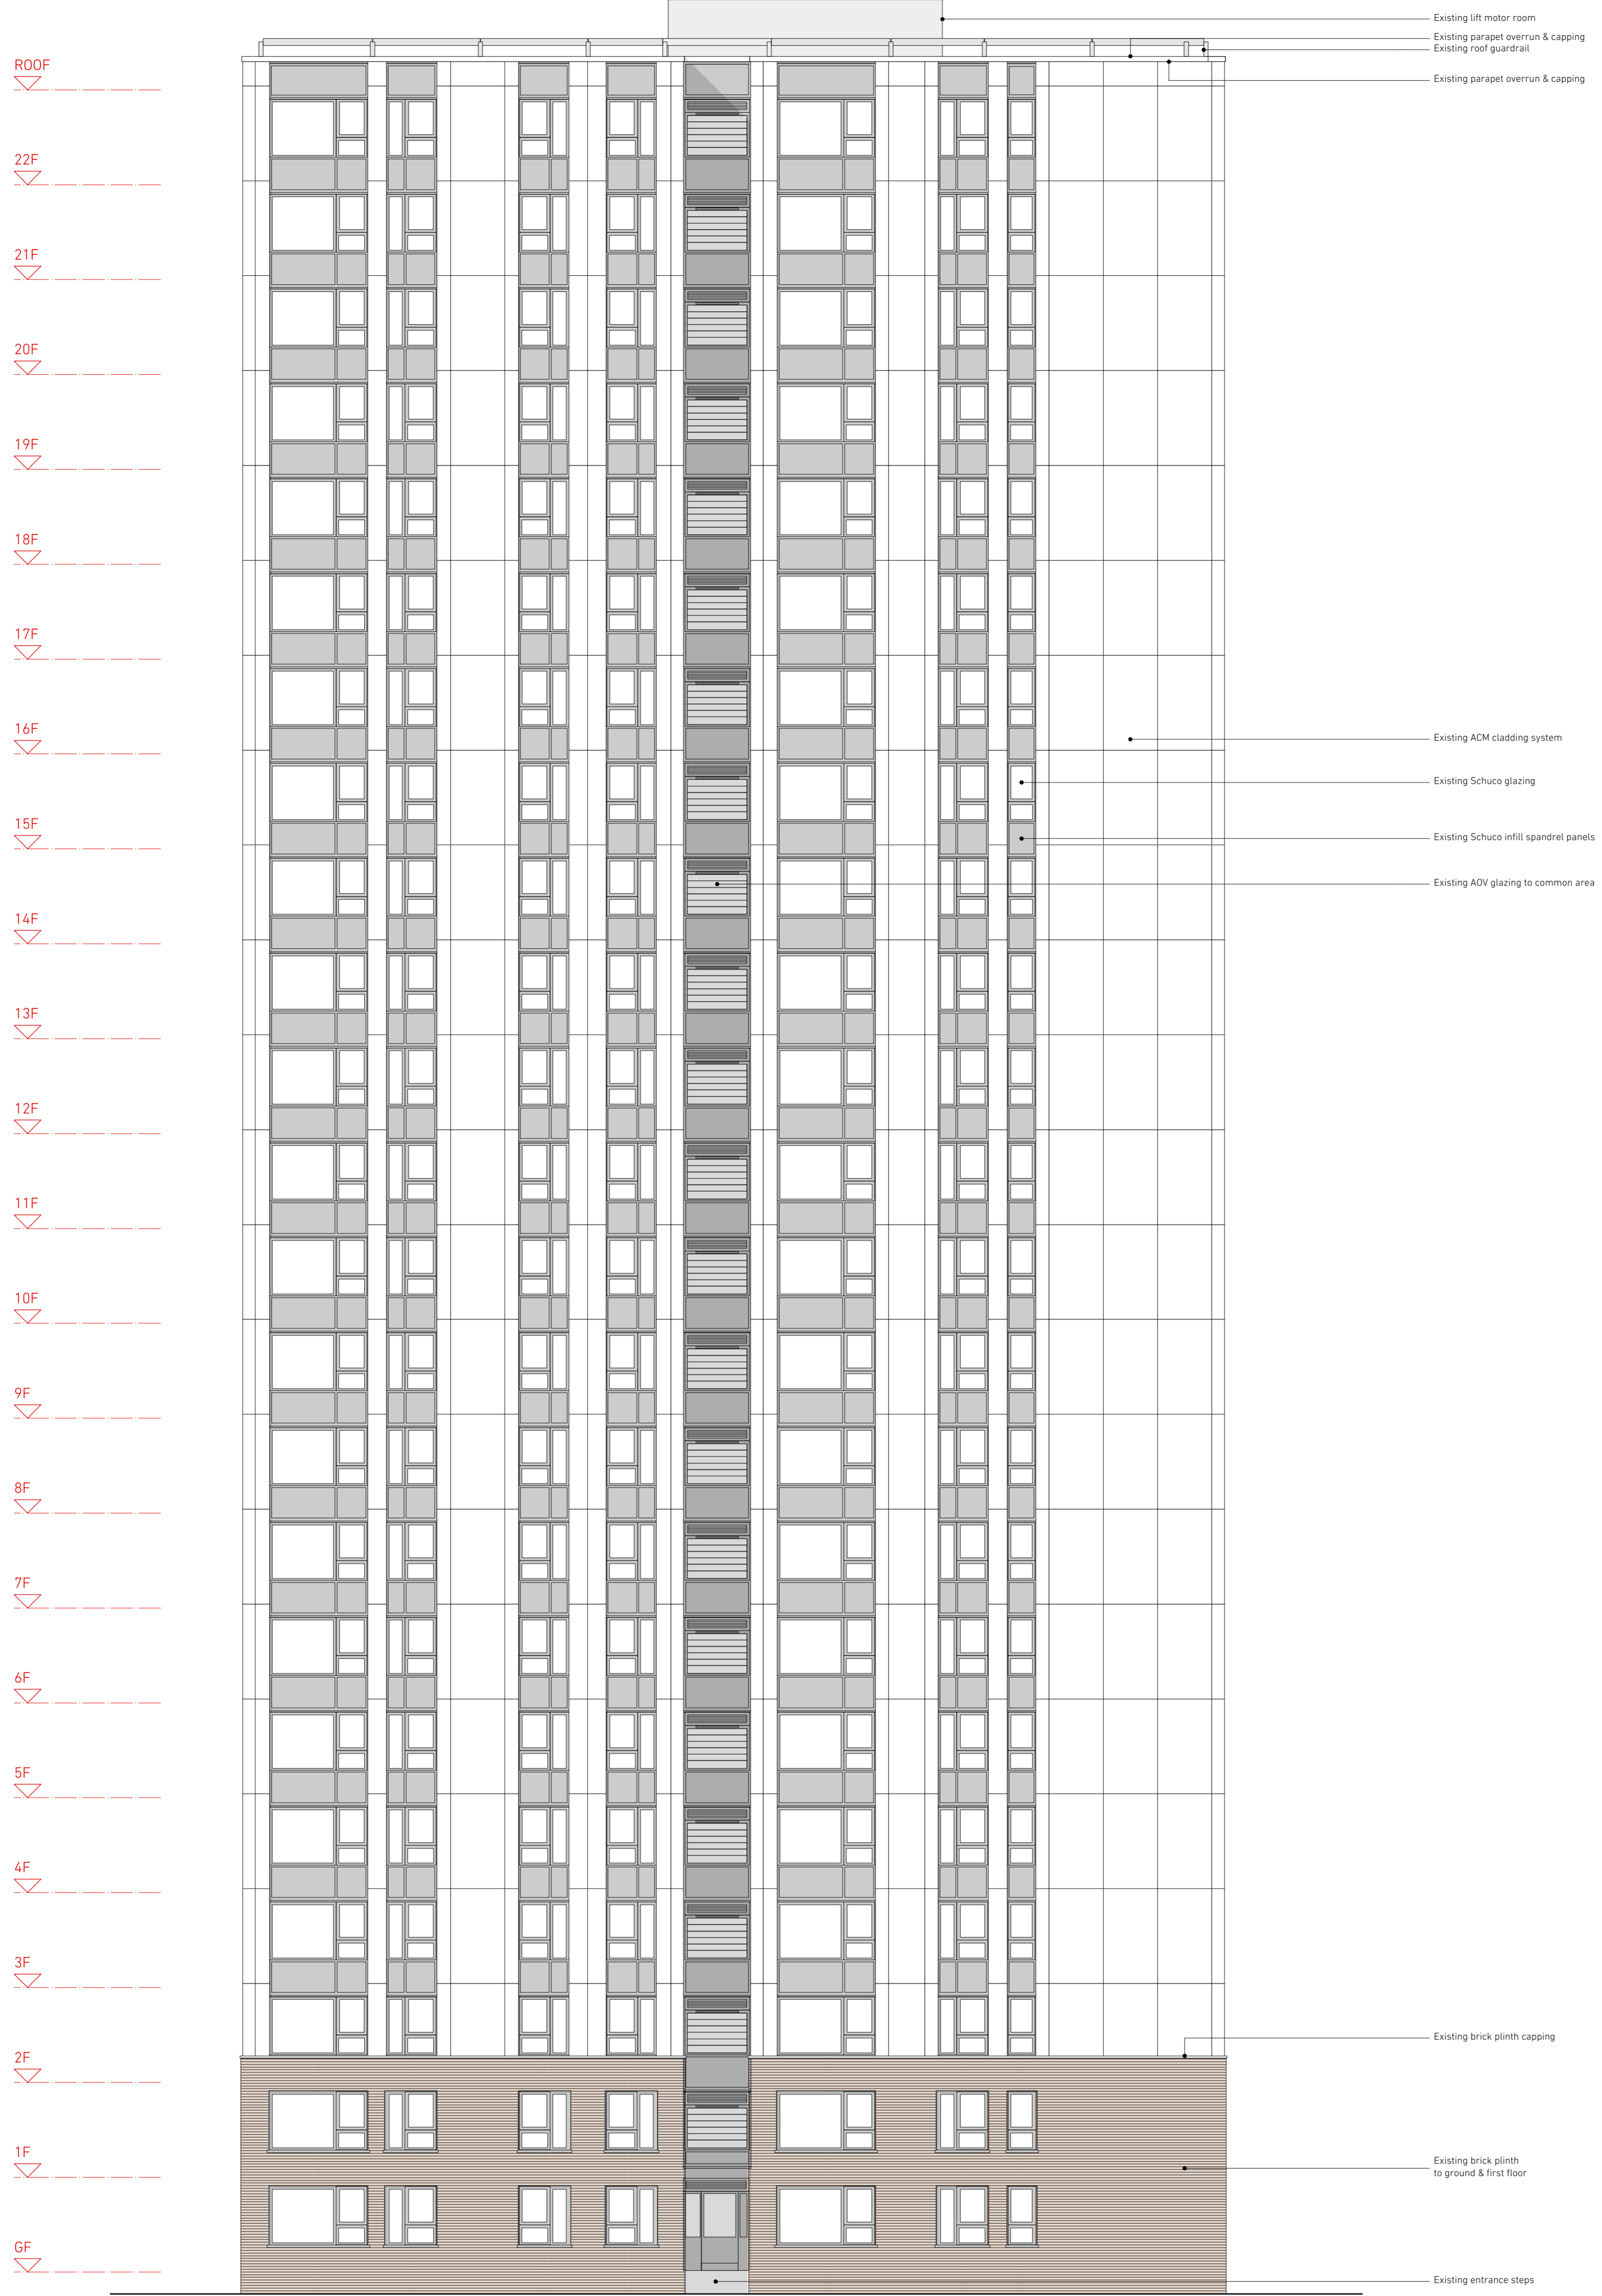 Existing lift motor room
Existing parapet overrun & capping
Existing roof guardrail
ROOF
Existing parapet overrun & capping
22F
21F
20F
19F
18F
17F
16F
Existing ACM cladding system
Existing Schuco glazing
15F
Existing Schuco infill spandrel panels
Existing AOV glazing to common area
14F
13F
12F
11F
10F
9F
8F
7F
6F
5F
4F
3F
Existing brick plinth capping
2F
1F
Existing brick plinth
to ground & first floor
GF
Existing entrance steps